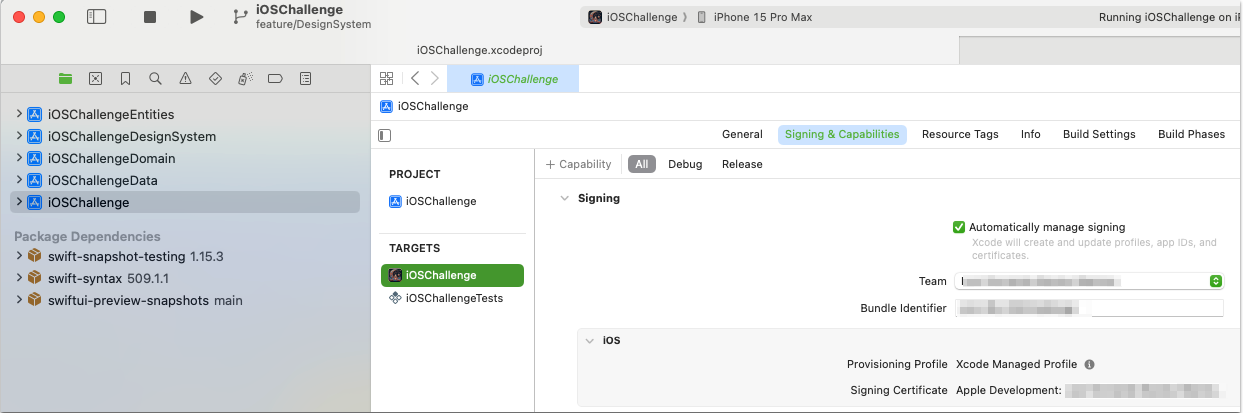 iOSChallenge
feature/DesignSystem
iOSChallenge
iPhone 15 Pro Max
Running iOSChallenge on
iOSChallenge.xcodeproj
iOSChallengeEntities
iOSChallengeDesignSystem
iOSChallengeDomain
iOSChallengeData
iOSChallenge
Package Dependencies
swift-snapshot-testing 1.15.3
swift-syntax 509.1.1
swiftui-preview-snapshots main
iOSChallenge
iOSChallenge
General Signing & Capabilities Resource Tags Info Build Settings Build Phases
PROJECT
iOSChallenge
TARGETS
iOSChallenge
iOSChallengeTests
+ Capability All Debug Release
Signing
Automatically manage signing
Xcode will create and update profiles, app IDs, and
certificates.
Team
Bundle Identifier
iOS
Provisioning Profile Xcode Managed Profile
Signing Certificate Apple Development: